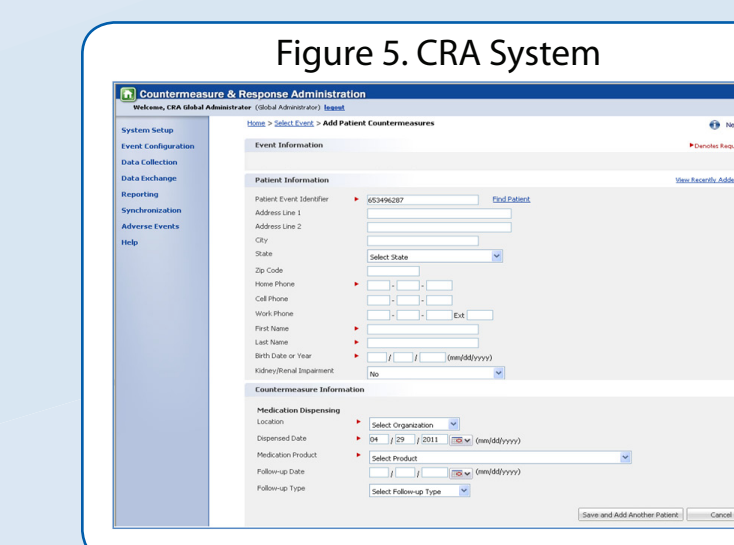 Figure 5. CRA System
Countermeasure & Response Administration
Welcome, CRA Global Administrator (Global Administrator) logout
Home > Select Event > Add Patient Countermeasures
System Setup
Event Configuration
Data Collection
Data Exchange
Reporting
Synchronization
Adverse Events
Help
Event Information
Denotes
Patient Information
View Recently
Patient Event Identifier 653496287 Find Patient
Address Line 1
Address Line 2
City
State Select State
Zip Code
Home Phone - -
Cell Phone - -
Work Phone - - Ext
First Name
Last Name
Birth Date or Year / / (mm/dd/yyyy)
Kidney/Renal Impairment No
Countermeasure Information
Medication Dispensing
Location Select Organization
Dispensed Date 04 / 29 / 2011 (mm/dd/yyyy)
Medication Product Select Product
Follow-up Date / / (mm/dd/yyyy)
Follow-up Type Select Follow-up Type
Save and Add Another Patient Cancel